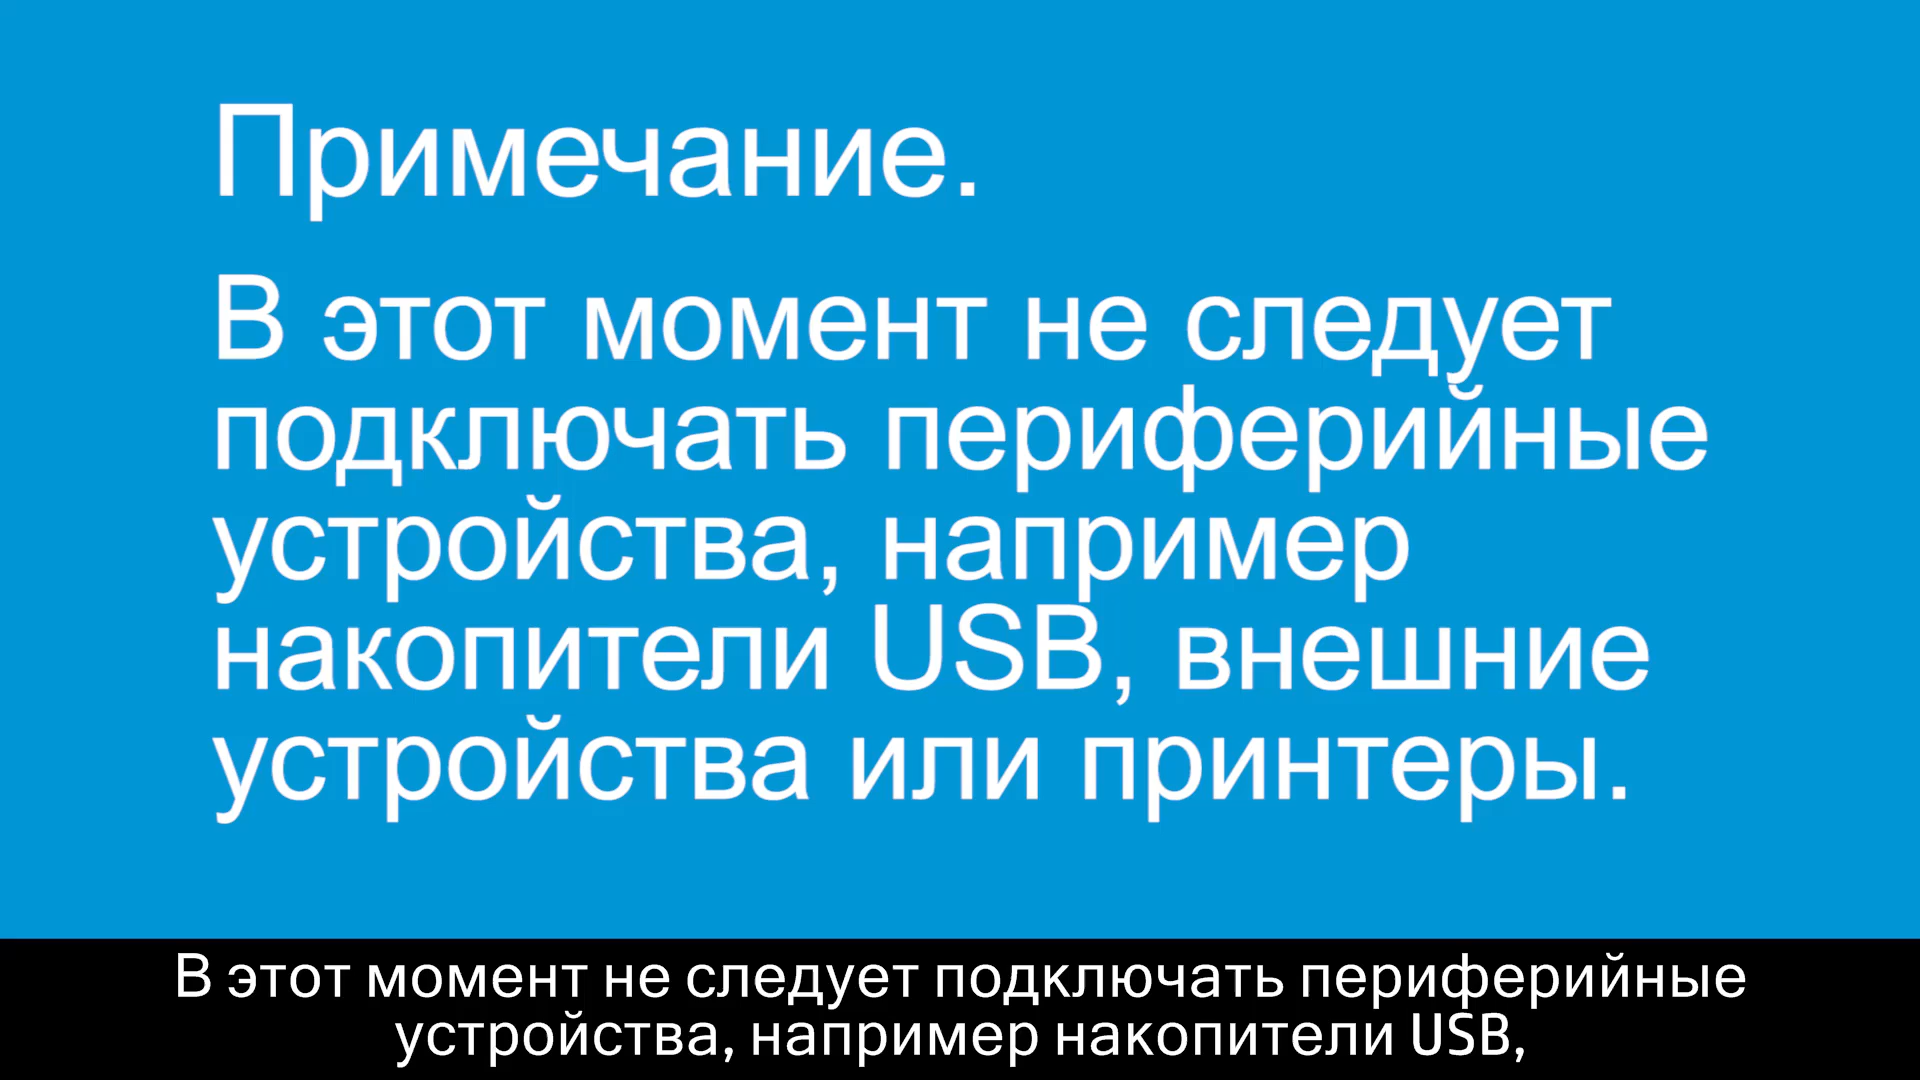 Примечание.
В этот момент не следует
подключать периферийные
устройства, например
накопители USB, внешние
устройства или принтеры.
В этот момент не следует подключать периферийные
устройства, например накопители USB,